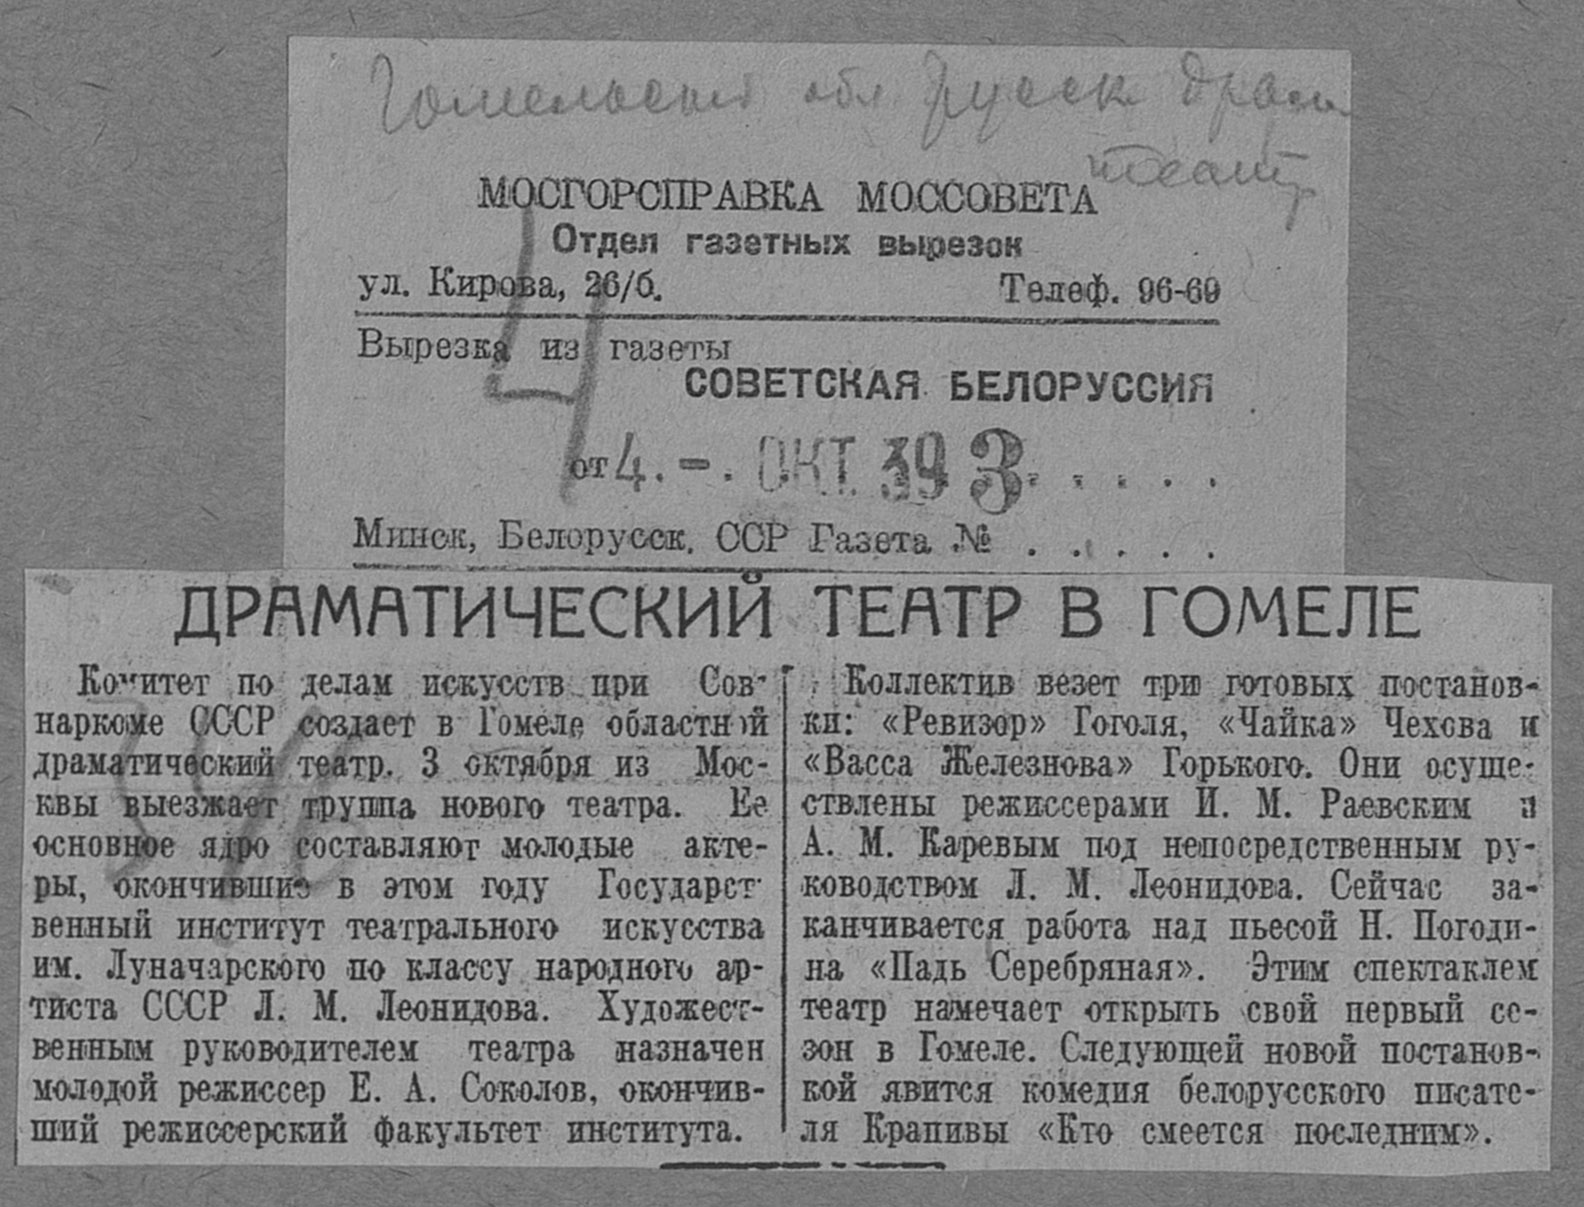 Гомельский обл русск драм
театр
МОСГОРСПРАВКА МОССОВЕТА
Отдел газетных вырезок
ул. Кирова, 26/б. Телеф. 96-69
Вырезка из газеты
СОВЕТСКАЯ БЕЛОРУССИЯ
от 4. -. ОКТ. 39 3
Минск, Белорусск. ССР Газета №
4
ДРАМАТИЧЕСКИЙ ТЕАТР В ГОМЕЛЕ
Комитет по делам искусств при Сов-
наркоме СССР создает в Гомеле областной
драматический театр. 3 октября из Мос-
квы выезжает труппа нового театра. Ее
основное ядро составляют молодые акте-
ры, окончившие в этом году Государст-
венный институт театрального искусства
им. Луначарского по классу народного ар-
тиста СССР Л. М. Леонидова. Художест-
венным руководителем театра назначен
молодой режиссер Е. А. Соколов, окончив-
ший режиссерский факультет института.
Коллектив везет три готовых постанов-
ки: «Ревизор» Гоголя, «Чайка» Чехова и
«Васса Железнова» Горького. Они осуще-
ствлены режиссерами И. М. Раевским и
А. М. Каревым под непосредственным ру-
ководством Л. М. Леонидова. Сейчас за-
канчивается работа над пьесой Н. Погоди-
на «Падь Серебряная». Этим спектаклем
театр намечает открыть свой первый се-
зон в Гомеле. Следующей новой постанов-
кой явится комедия белорусского писате-
ля Крапивы «Кто смеется последним».